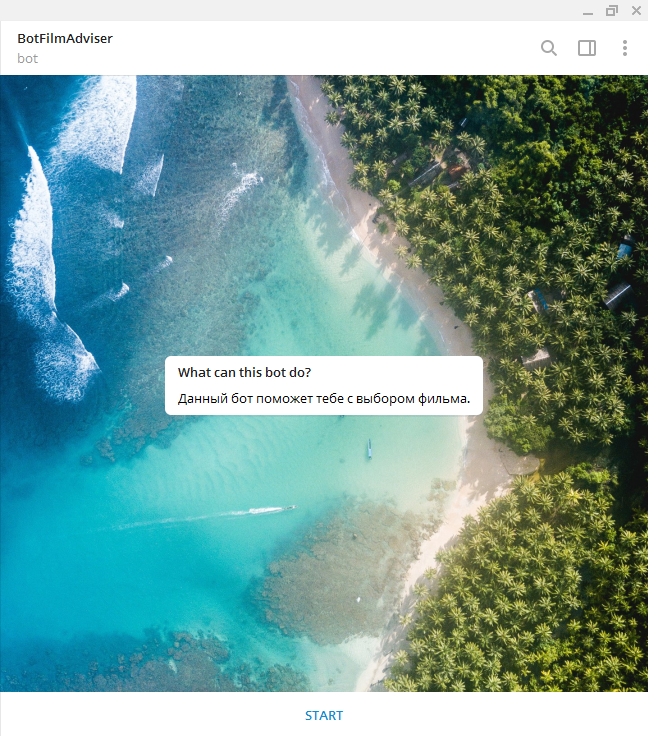 BotFilmAdviser
bot
What can this bot do?
Данный бот поможет тебе с выбором фильма.
START